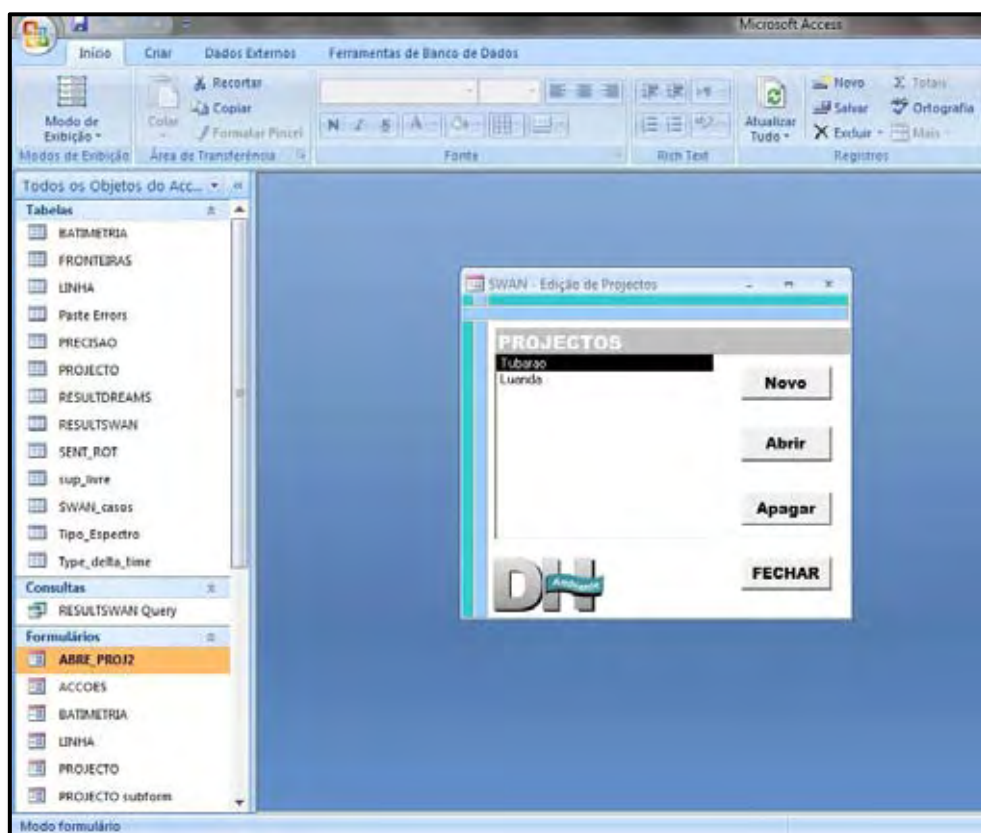 Microsoft Access
Início Criar Dados Externos Ferramentas de Banco de Dados
Modo de Exibição
Colar
Recortar
Copiar
Formatar Pincel
N I S A
Atualizar Tudo
Novo
Salvar
Excluir
Σ Totais
Ortografia
Mais
Modos de Exibição Área de Transferência Fonte Rich Text Registros
Todos os Objetos do Acc...
Tabelas
BATIMETRIA
FRONTEIRAS
LINHA
Paste Errors
PRECISAO
PROJECTO
RESULTDREAMS
RESULTSWAN
SENT_ROT
sup_livre
SWAN_casos
Tipo_Espectro
Type_delta_time
Consultas
RESULTSWAN Query
Formulários
ABRE_PROJ2
ACCOES
BATIMETRIA
LINHA
PROJECTO
PROJECTO subform
SWAN - Edição de Projectos
PROJECTOS
Tubarao
Luanda
Novo
Abrir
Apagar
FECHAR
DH Ambiente
Modo formulário